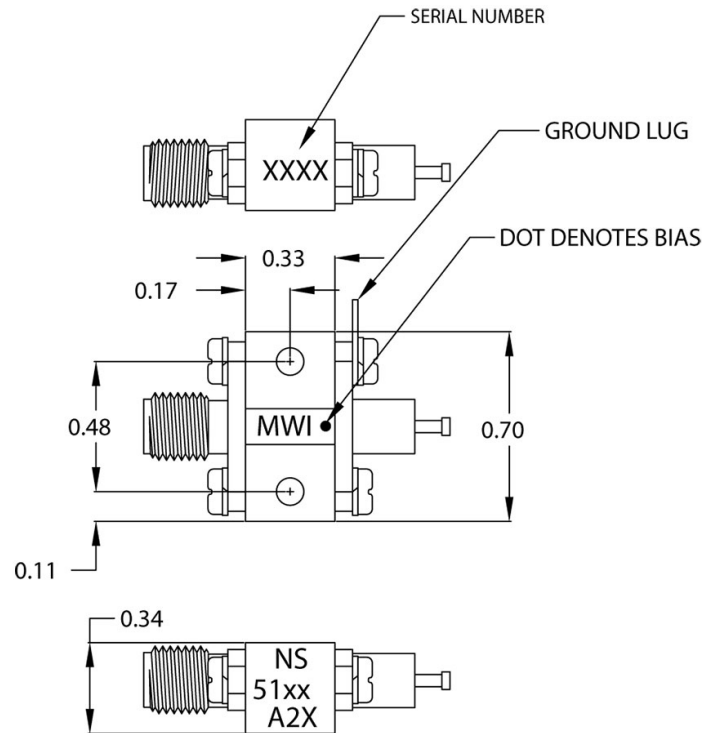 SERIAL NUMBER
XXXX
GROUND LUG
DOT DENOTES BIAS
0.33
0.17
MWI
0.48
0.70
0.11
0.34
NS
51xx
A2X